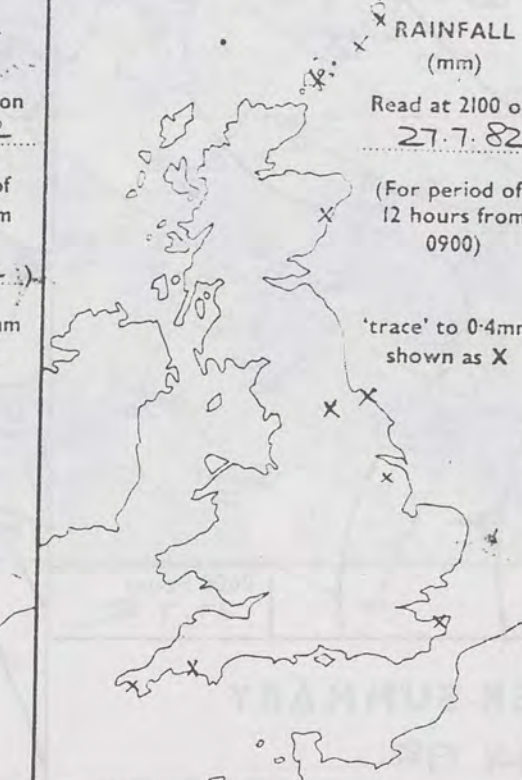 on
RAINFALL
(mm)
Read at 2100 o
27.7.82
of
m
(For period of
12 hours from
0900)
)
'trace' to 0·4mm
shown as X